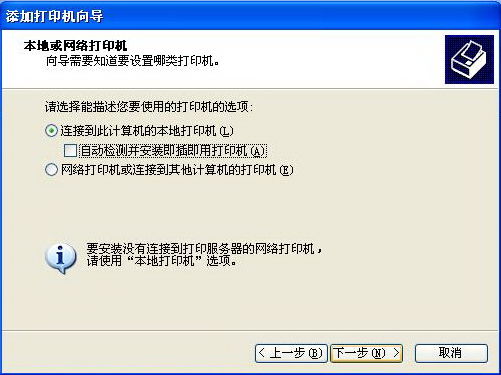 添加打印机向导
本地或网络打印机
向导需要知道要设置哪类打印机。
请选择能描述您要使用的打印机的选项:
连接到此计算机的本地打印机(L)
自动检测并安装即插即用打印机(A)
网络打印机或连接到其他计算机的打印机(E)
要安装没有连接到打印服务器的网络打印机，
请使用“本地打印机”选项。
< 上一步(B) 下一步(N) > 取消